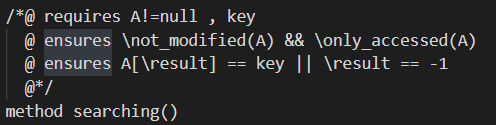 /*@ requires A!=null , key
@ ensures \not_modified(A) && \only_accessed(A)
@ ensures A[\result] == key || \result == -1
@*/
method searching()